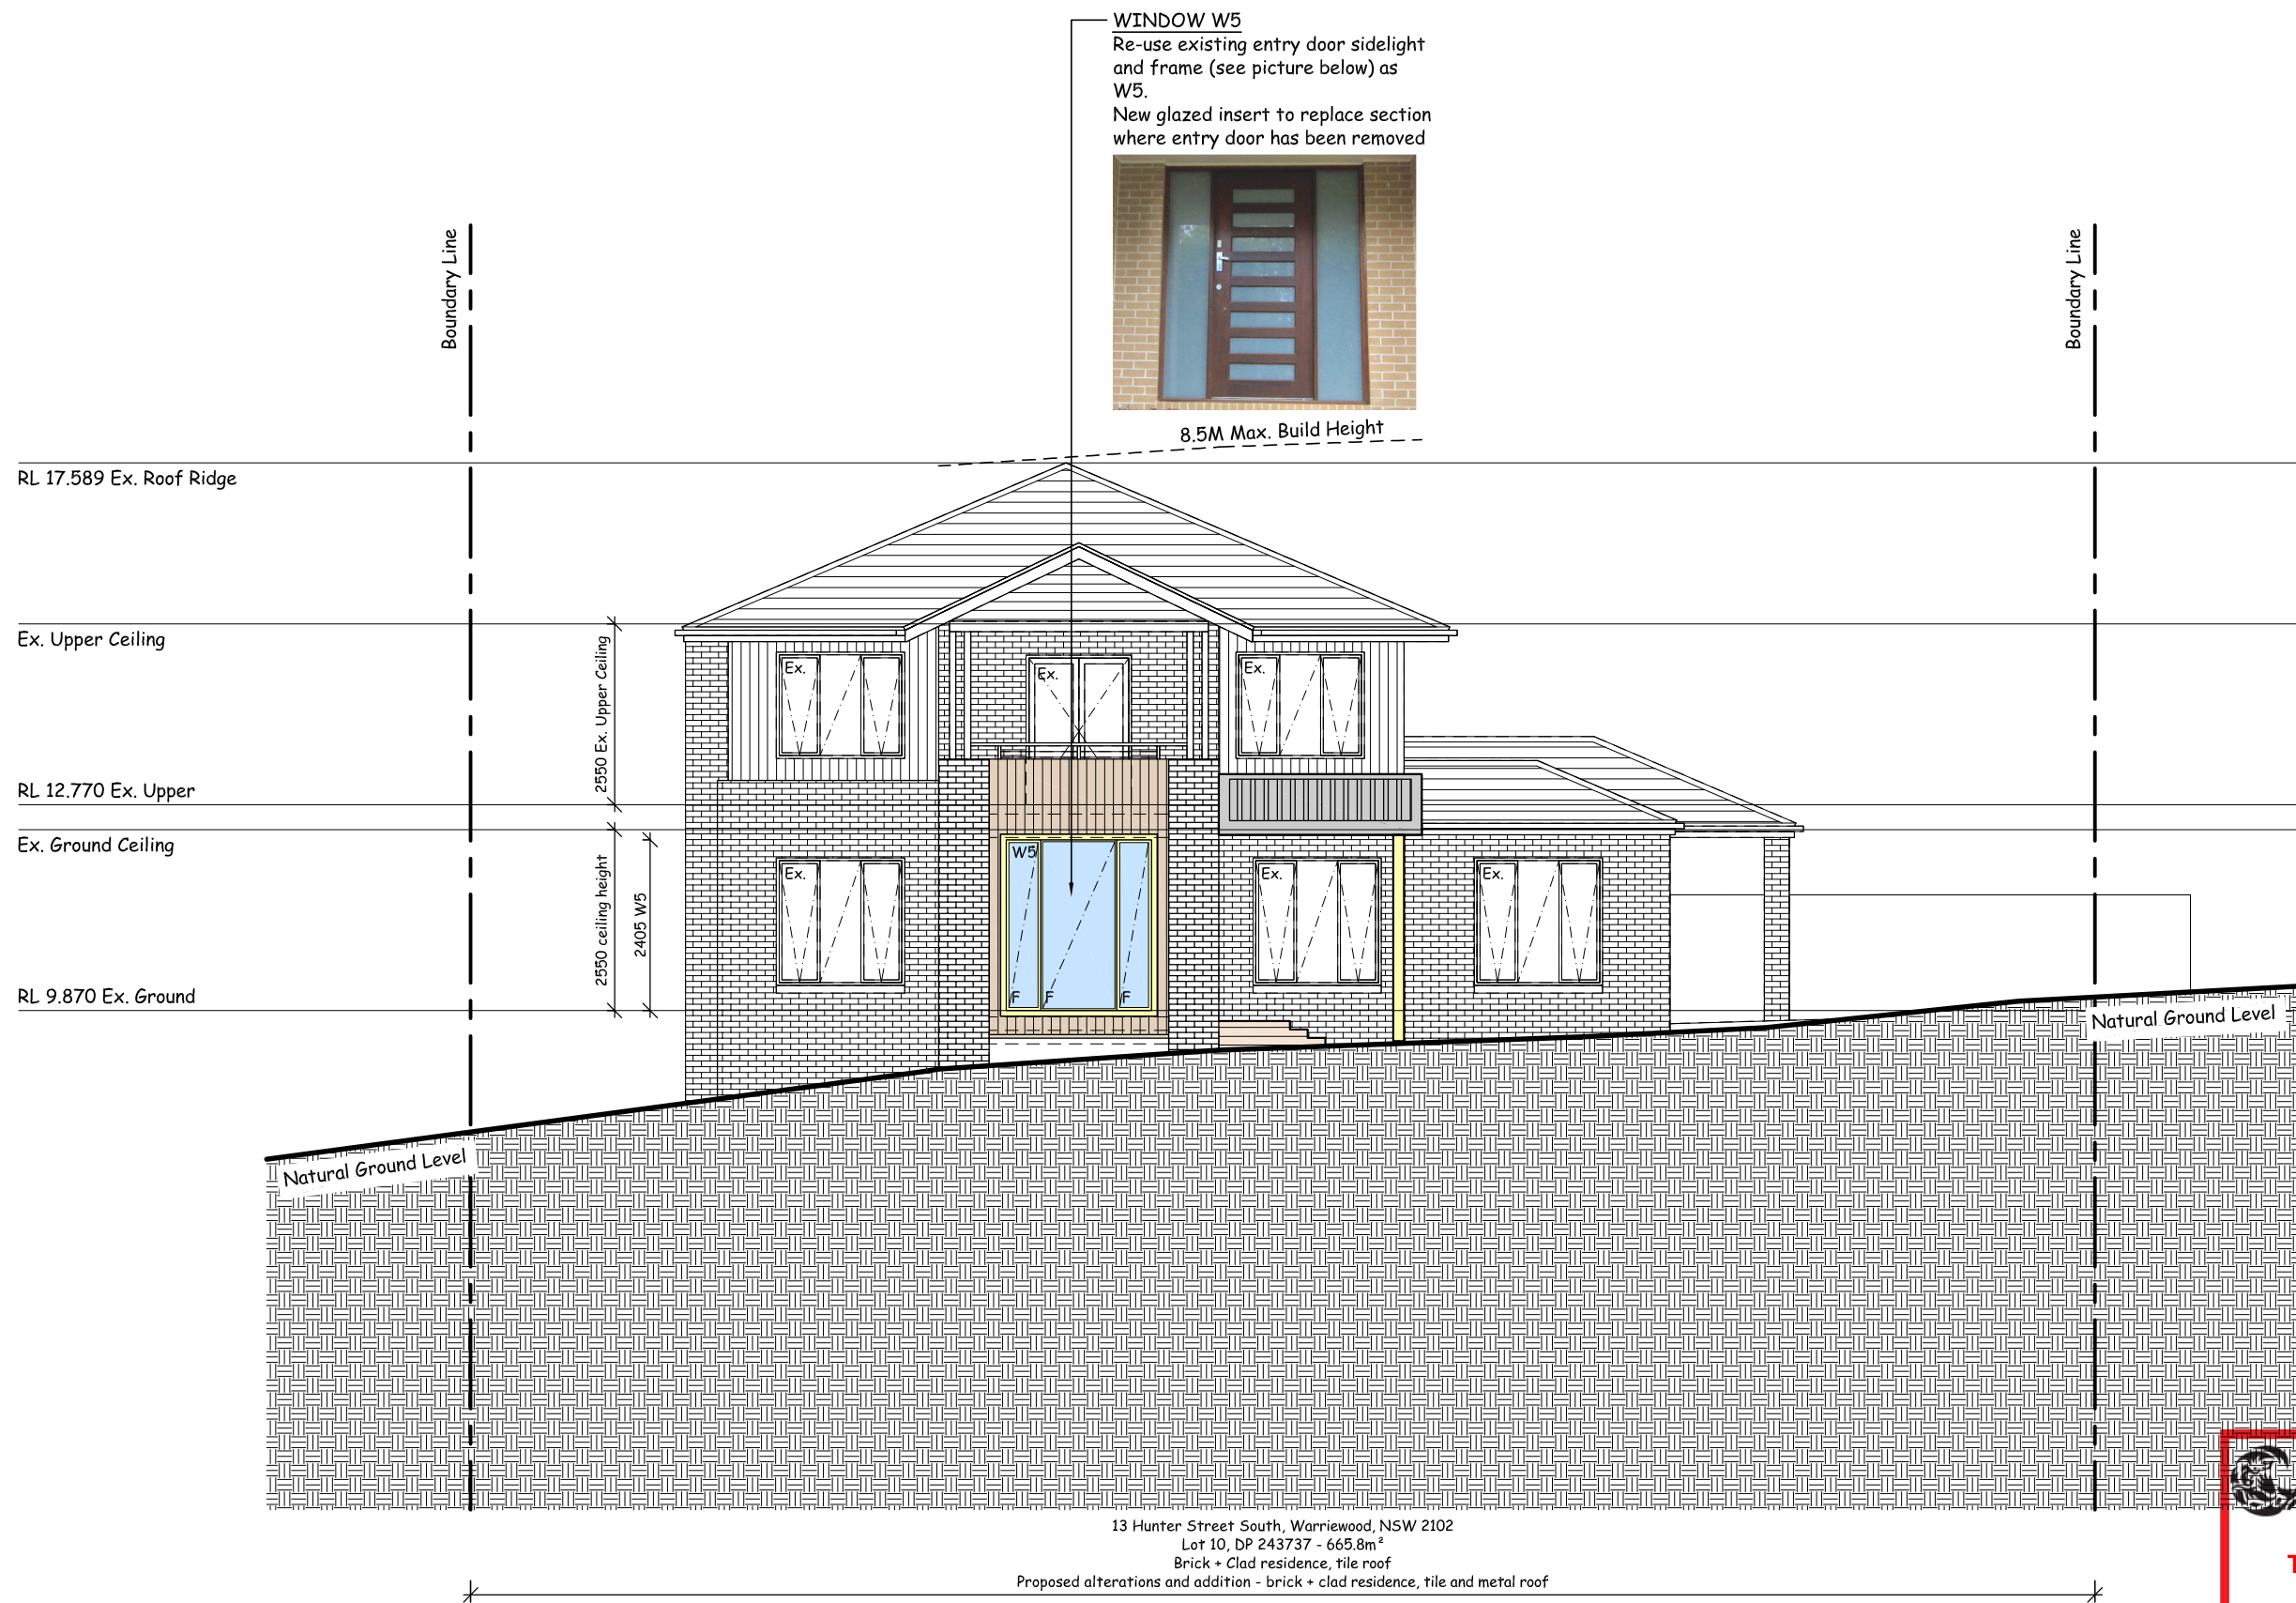 WINDOW W5
Re-use existing entry door sidelight
and frame (see picture below) as
W5.
New glazed insert to replace section
where entry door has been removed
Boundary Line
Boundary Line
8.5M Max. Build Height
RL 17.589 Ex. Roof Ridge
Ex. Upper Ceiling
2550 Ex. Upper Ceiling
Ex.
Ex.
Ex.
RL 12.770 Ex. Upper
Ex. Ground Ceiling
2550 ceiling height
2405 W5
Ex.
W5
Ex.
Ex.
F
F
F
RL 9.870 Ex. Ground
Natural Ground Level
Natural Ground Level
13 Hunter Street South, Warriewood, NSW 2102
Lot 10, DP 243737 - 665.8m²
Brick + Clad residence, tile roof
Proposed alterations and addition - brick + clad residence, tile and metal roof